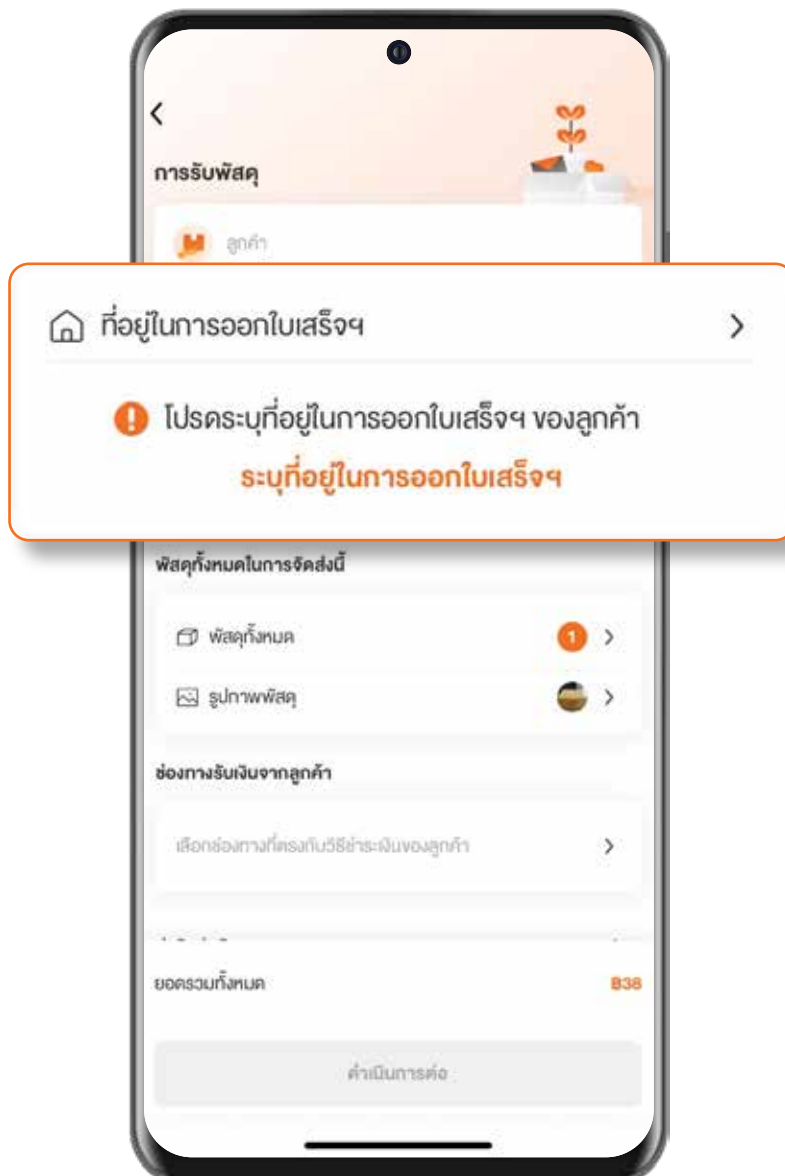 การรับพัสดุ
ลูกค้า
ที่อยู่ในการออกใบเสร็จฯ
โปรดระบุที่อยู่ในการออกใบเสร็จฯ ของลูกค้า
ระบุที่อยู่ในการออกใบเสร็จฯ
พัสดุทั้งหมดในการจัดส่งนี้
พัสดุทั้งหมด 1
รูปภาพพัสดุ
ช่องทางรับเงินจากลูกค้า
เลือกช่องทางที่ตรงกับวิธีชำระเงินของลูกค้า
ยอดรวมทั้งหมด ฿38
ดำเนินการต่อ